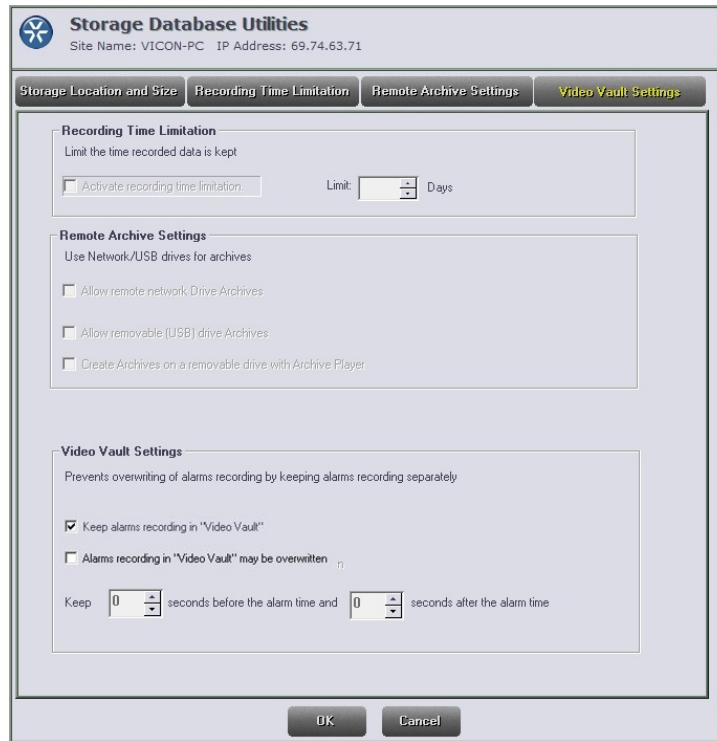 Storage Database Utilities
Site Name: VICON-PC IP Address: 69.74.63.71
Storage Location and Size Recording Time Limitation Remote Archive Settings Video Vault Settings
Recording Time Limitation
Limit the time recorded data is kept
Activate recording time limitation. Limit: Days
Remote Archive Settings
Use Network/USB drives for archives
Allow remote network Drive Archives
Allow removable (USB) drive Archives
Create Archives on a removable drive with Archive Player
Video Vault Settings
Prevents overwriting of alarms recording by keeping alarms recording separately
Keep alarms recording in "Video Vault"
Alarms recording in "Video Vault" may be overwritten n
Keep 0 seconds before the alarm time and 0 seconds after the alarm time
OK Cancel